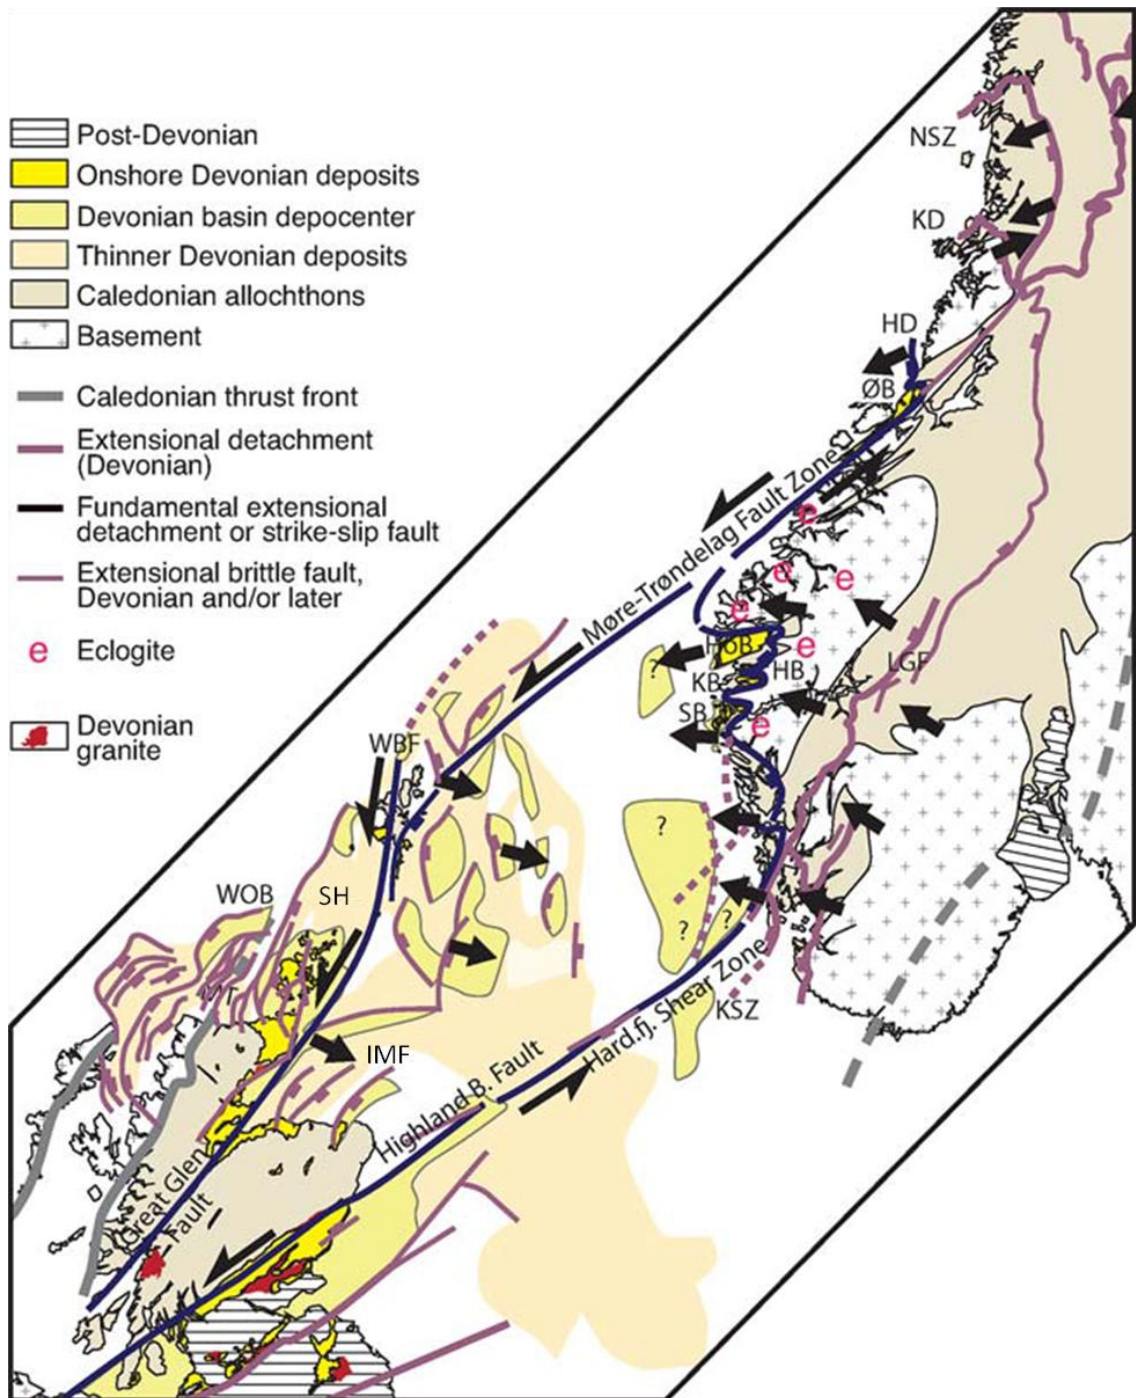 Post-Devonian
Onshore Devonian deposits
Devonian basin depocenter
Thinner Devonian deposits
Caledonian allochthons
Basement
Caledonian thrust front
Extensional detachment
(Devonian)
Fundamental extensional
detachment or strike-slip fault
Extensional brittle fault,
Devonian and/or later
e Eclogite
Devonian
granite
NSZ
KD
HD
ØB
Møre-Trøndelag Fault Zone
e
e
e
e
HOB
e
HB
LGF
KB
?
SB
e
WBF
?
WOB
SH
?
?
MT
Hard.fj. Shear Zone
KSZ
IMF
Highland B. Fault
Great Glen
Fault